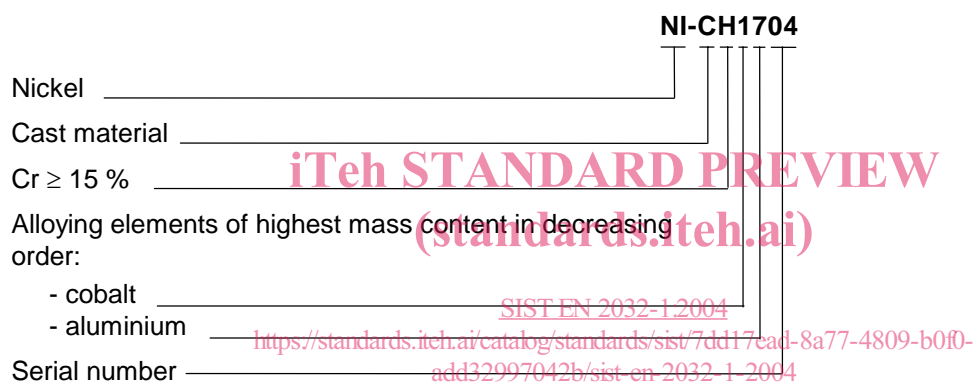 NI-CH1704
Nickel
Cast material
Cr ≥ 15 %
iTeh STANDARD PREVIEW
Alloying elements of highest mass content in decreasing
(standards.iteh.ai)
order:
- cobalt
SIST EN 2032-1:2004
- aluminium
https://standards.iteh.ai/catalog/standards/sist/7dd17ead-8a77-4809-b0f0-
Serial number
add32997042b/sist-en-2032-1-2004